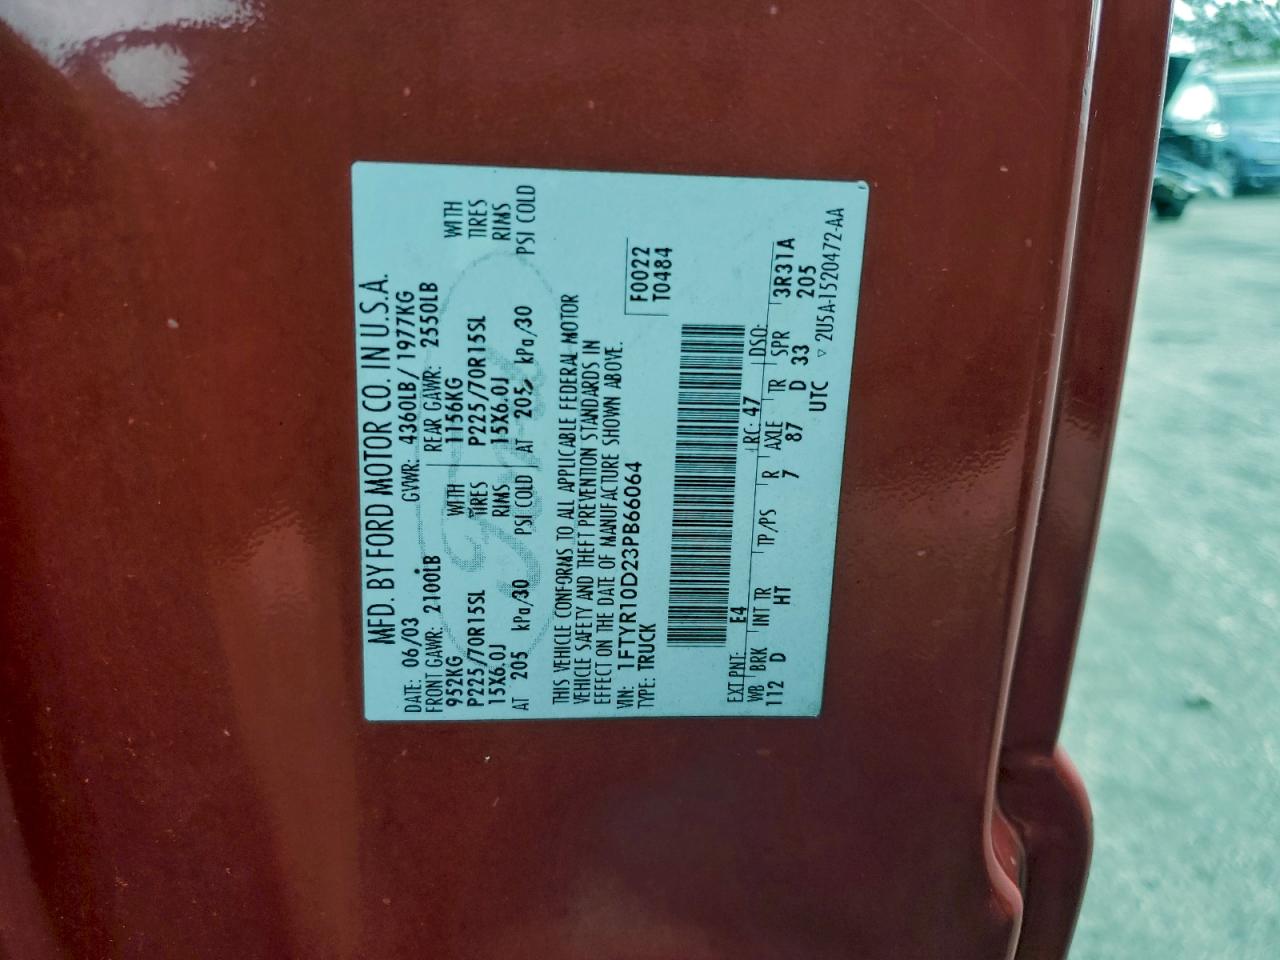 MFD. BY FORD MOTOR CO. IN U.S.A.
DATE: 06/03 GVWR: 4360LB/ 1977KG
FRONT GAWR: 2100LB REAR GAWR: 2550LB
952KG WITH 1156KG WITH
P225/70R15SL TIRES P225/70R15SL TIRES
15X6.0J RIMS 15X6.0J RIMS
AT 205 kPa/30 PSI COLD AT 205 kPa/30 PSI COLD
THIS VEHICLE CONFORMS TO ALL APPLICABLE FEDERAL MOTOR
VEHICLE SAFETY AND THEFT PREVENTION STANDARDS IN
EFFECT ON THE DATE OF MANUFACTURE SHOWN ABOVE.
VIN: 1FTYR10D23PB66064 F0022
TYPE: TRUCK T0484
EXT PNT: E4 RC: 47 DSO:
WB BRK INT TR TP/PS R AXLE TR SPR 3R31A
112 D HT 7 87 D 33 205
UTC ▽ 2U5A-1520472-AA